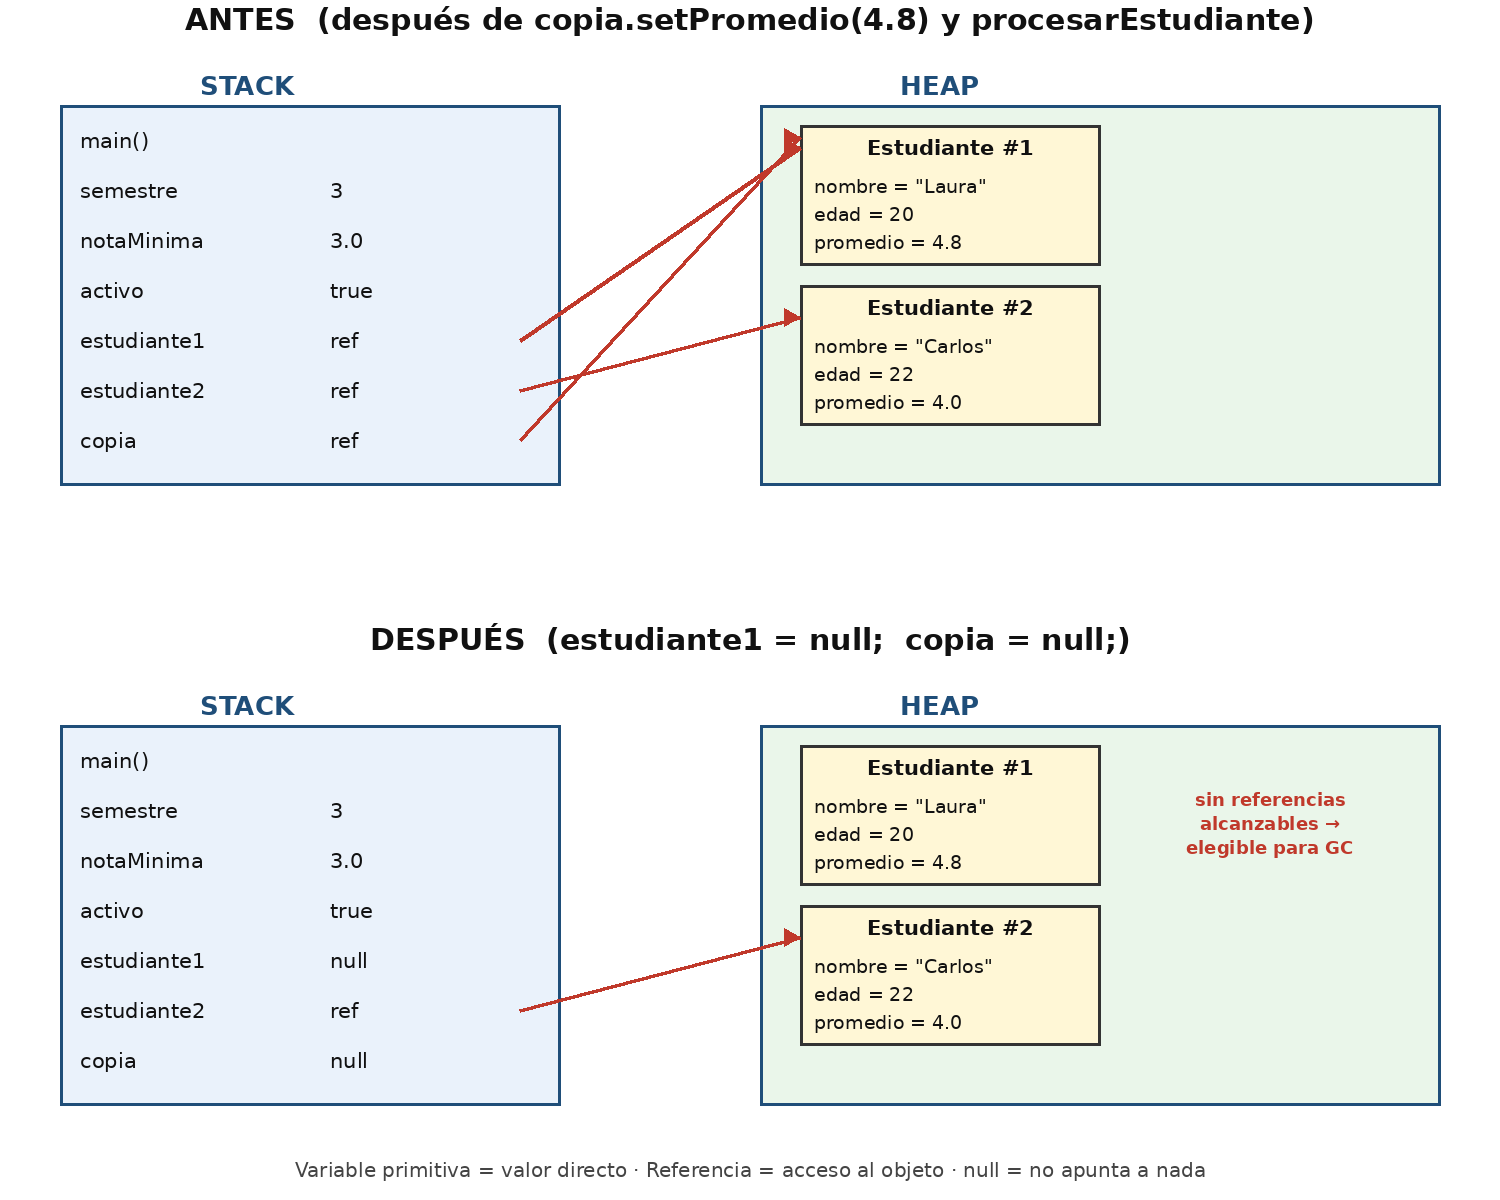 ANTES  (después de copia.setPromedio(4.8) y procesarEstudiante)
STACK
main()
semestre 3
notaMinima 3.0
activo true
estudiante1 ref
estudiante2 ref
copia ref
HEAP
Estudiante #1
nombre = "Laura"
edad = 20
promedio = 4.8
Estudiante #2
nombre = "Carlos"
edad = 22
promedio = 4.0
DESPUÉS  (estudiante1 = null;  copia = null;)
STACK
main()
semestre 3
notaMinima 3.0
activo true
estudiante1 null
estudiante2 ref
copia null
HEAP
Estudiante #1
nombre = "Laura"
edad = 20
promedio = 4.8
sin referencias
alcanzables →
elegible para GC
Estudiante #2
nombre = "Carlos"
edad = 22
promedio = 4.0
Variable primitiva = valor directo · Referencia = acceso al objeto · null = no apunta a nada